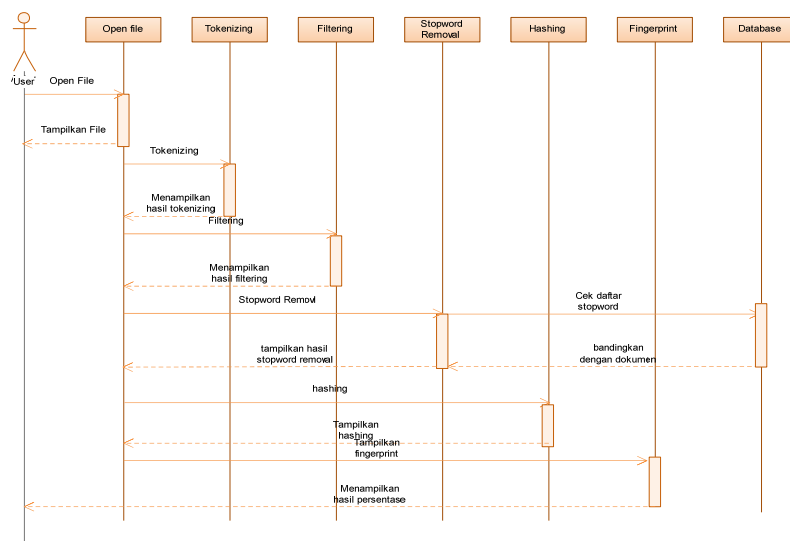 Open file
Tokenizing
Filtering
Stopword
Removal
Hashing
Fingerprint
Database
User
Open File
Tampilkan File
Tokenizing
Menampilkan
hasil tokenizing
Filtering
Menampilkan
hasil filtering
Stopword Removl
Cek daftar
stopword
tampilkan hasil
stopword removal
bandingkan
dengan dokumen
hashing
Tampilkan
hashing
Tampilkan
fingerprint
Menampilkan
hasil persentase